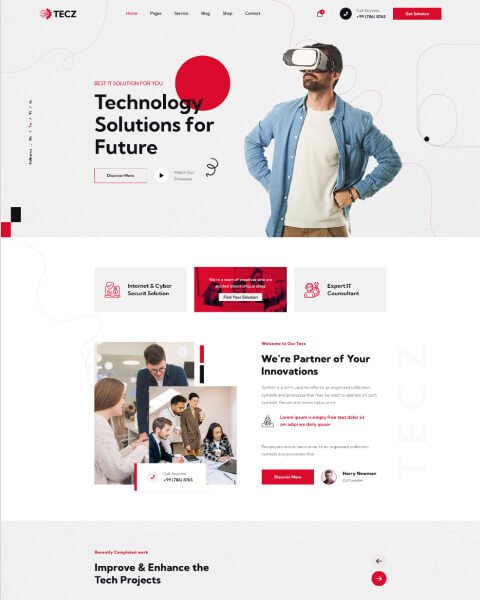 TECZ
Home Pages Service Blog Shop Contact
Call Anytime
+99 (786) 8765
Get Solution
BEST IT SOLUTION FOR YOU
Technology
Solutions for
Future
Discover More
Watch Our
Showcase
Internet & Cyber
Securit Solution
We're a team of creatives who are
excited about unique ideas
Find Your Solution
Expert IT
Counsultant
Welcome to Our Tecz
We're Partner of Your
Innovations
System is a term used to refer to an organized collection
symbols and processes that may be used to operate on such
symbols. Perspiciatis omnis natus error.
Lorem ipsum is simply free text dolor sit
am adipi we daily ipsum
Perspiciatis omnis natus error to an organized collection
symbols and processes that
Call Anytime
+99 (786) 8765
Discover More
Harry Newman
Co Founder
TECZ
Recently Completed work
Improve & Enhance the
Tech Projects